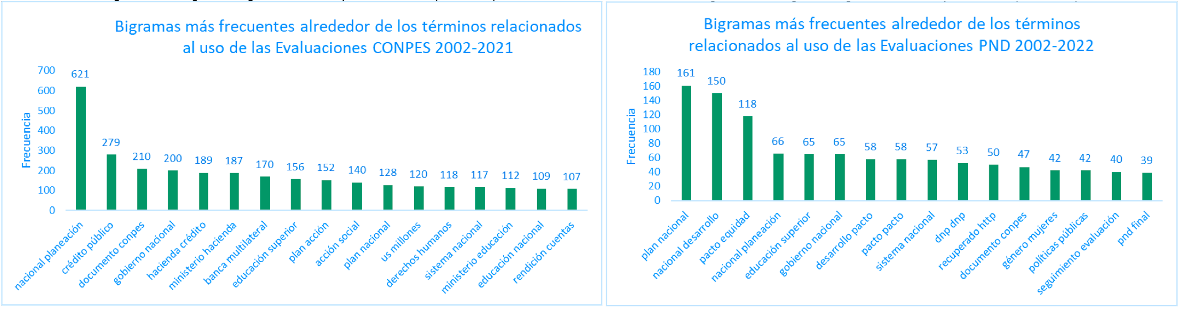 Bigramas más frecuentes alrededor de los términos relacionados
al uso de las Evaluaciones CONPES 2002-2021
Frecuencia
700
600
500
400
300
200
100
0
621
279
210
200
189
187
170
156
152
140
128
120
118
117
112
109
107
nacional planeación
crédito público
documento conpes
gobierno nacional
hacienda crédito
ministerio hacienda
banca multilateral
educación superior
plan acción
acción social
plan nacional
us millones
derechos humanos
sistema nacional
ministerio educación
educación nacional
rendición cuentas
Bigramas más frecuentes alrededor de los términos
relacionados al uso de las Evaluaciones PND 2002-2022
Frecuencia
180
160
140
120
100
80
60
40
20
0
161
150
118
66
65
65
58
58
57
53
50
47
42
42
40
39
plan nacional
nacional desarrollo
pacto equidad
nacional planeación
educación superior
gobierno nacional
desarrollo pacto
pacto pacto
sistema nacional
dnp dnp
recuperado http
documento conpes
género mujeres
políticas públicas
seguimiento evaluación
pnd final